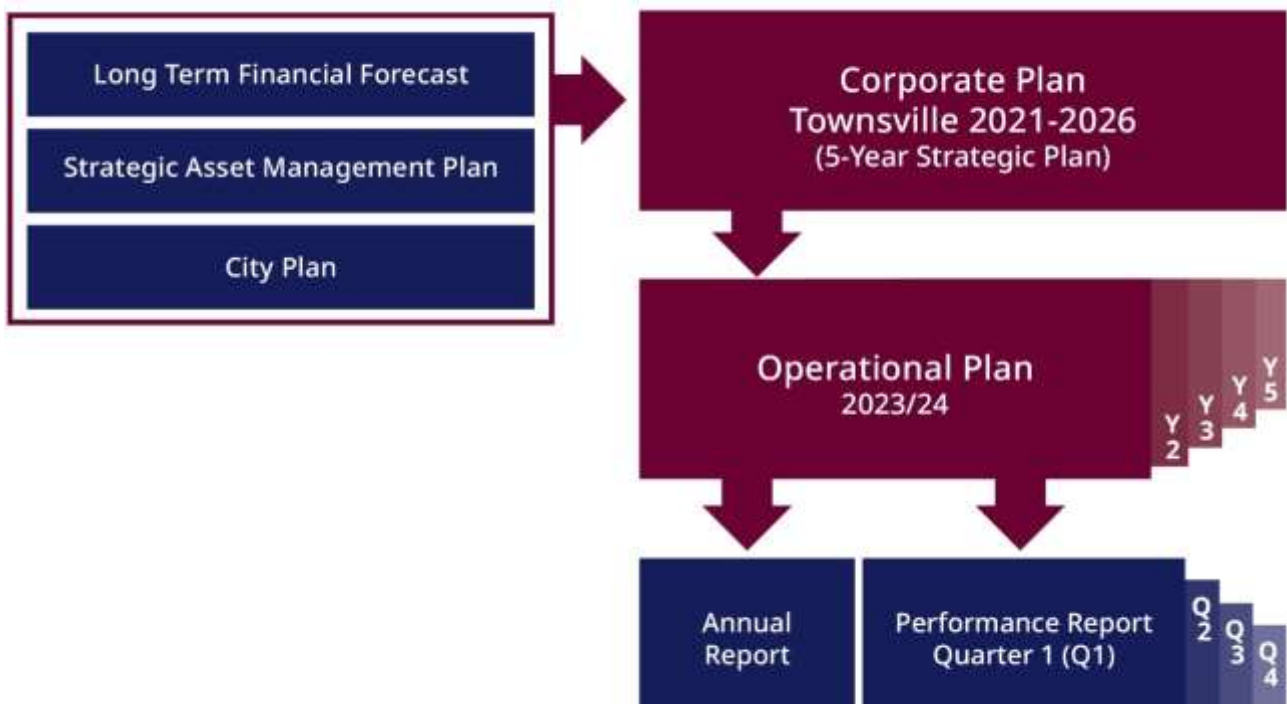 Long Term Financial Forecast
Strategic Asset Management Plan
City Plan
Corporate Plan
Townsville 2021-2026
(5-Year Strategic Plan)
Operational Plan
2023/24
Y
2
Y
3
Y
4
Y
5
Annual
Report
Performance Report
Quarter 1 (Q1)
Q
2
Q
3
Q
4